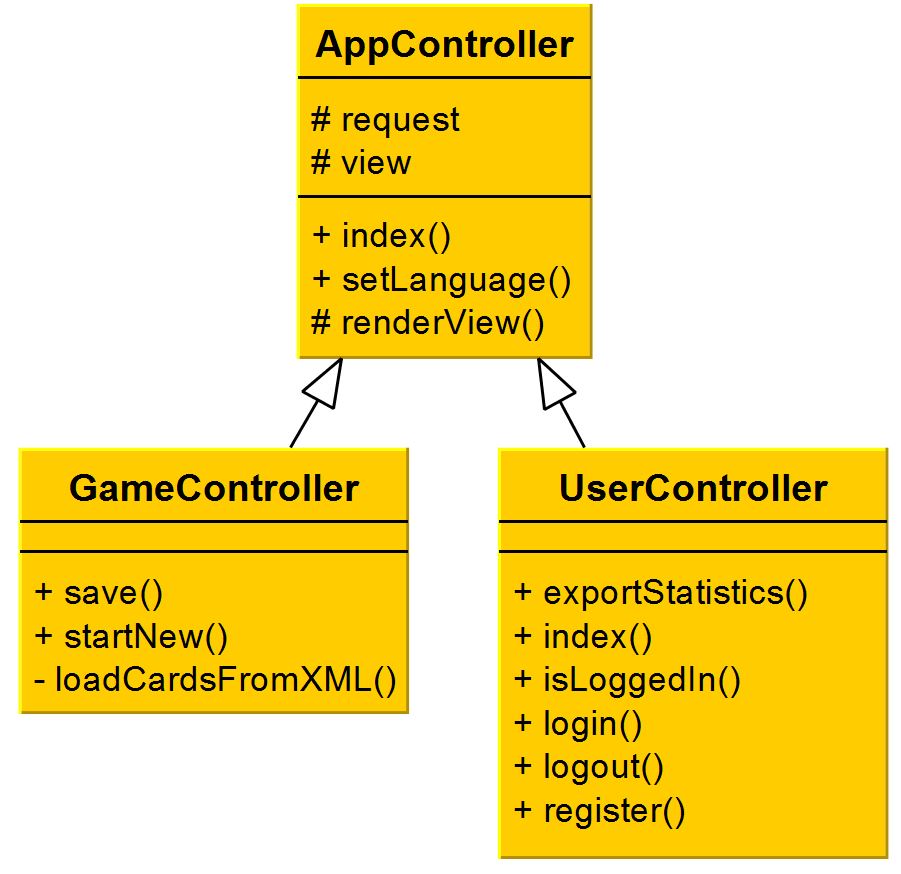 AppController
# request
# view
+ index()
+ setLanguage()
# renderView()
GameController
+ save()
+ startNew()
- loadCardsFromXML()
UserController
+ exportStatistics()
+ index()
+ isLoggedIn()
+ login()
+ logout()
+ register()